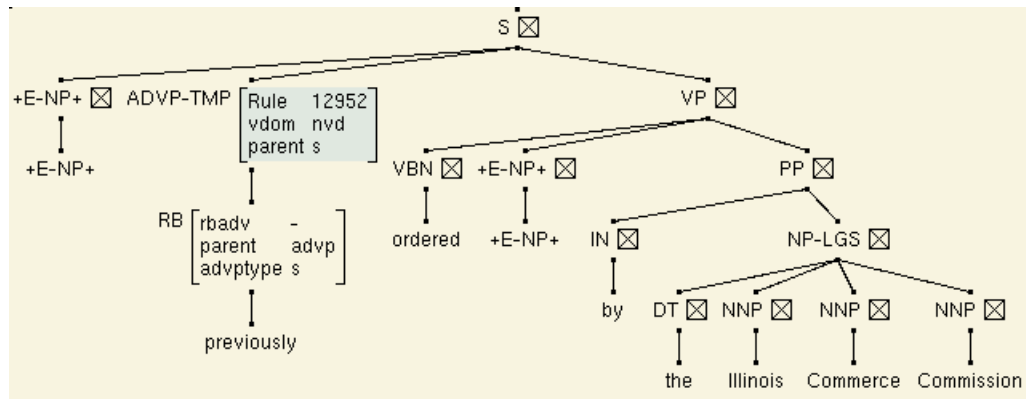 S
+E-NP+ ADVP-TMP Rule 12952 VP
vdom nvd
parent s
+E-NP+ VBN +E-NP+ PP
RB rbadv - ordered +E-NP+ IN NP-LGS
parent advp
advptype s
by DT NNP NNP NNP
previously
the Illinois Commerce Commission